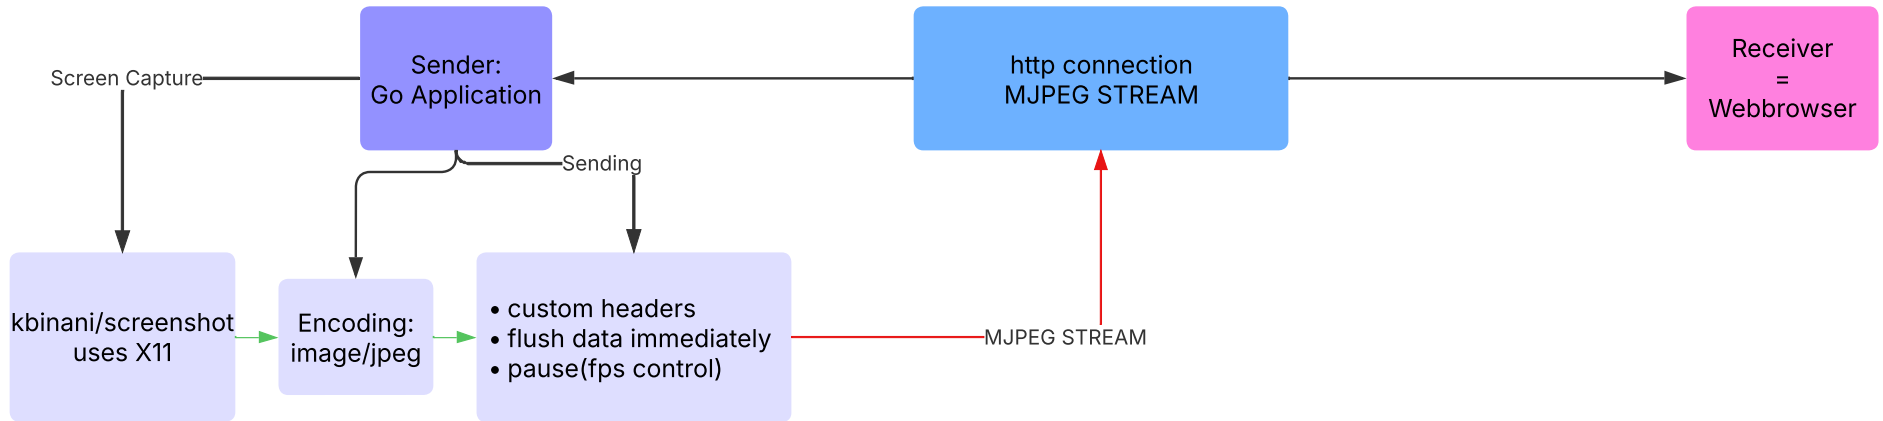 Sender:
Go Application
http connection
MJPEG STREAM
Receiver
=
Webbrowser
Screen Capture
Sending
kbinani/screenshot
uses X11
Encoding:
image/jpeg
• custom headers
• flush data immediately
• pause(fps control)
MJPEG STREAM